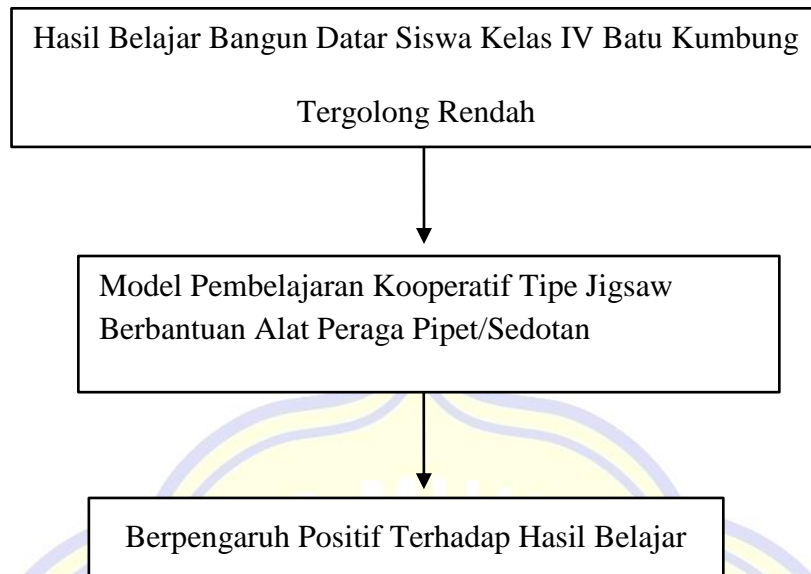 Hasil Belajar Bangun Datar Siswa Kelas IV Batu Kumbung
Tergolong Rendah
Model Pembelajaran Kooperatif Tipe Jigsaw
Berbantuan Alat Peraga Pipet/Sedotan
Berpengaruh Positif Terhadap Hasil Belajar